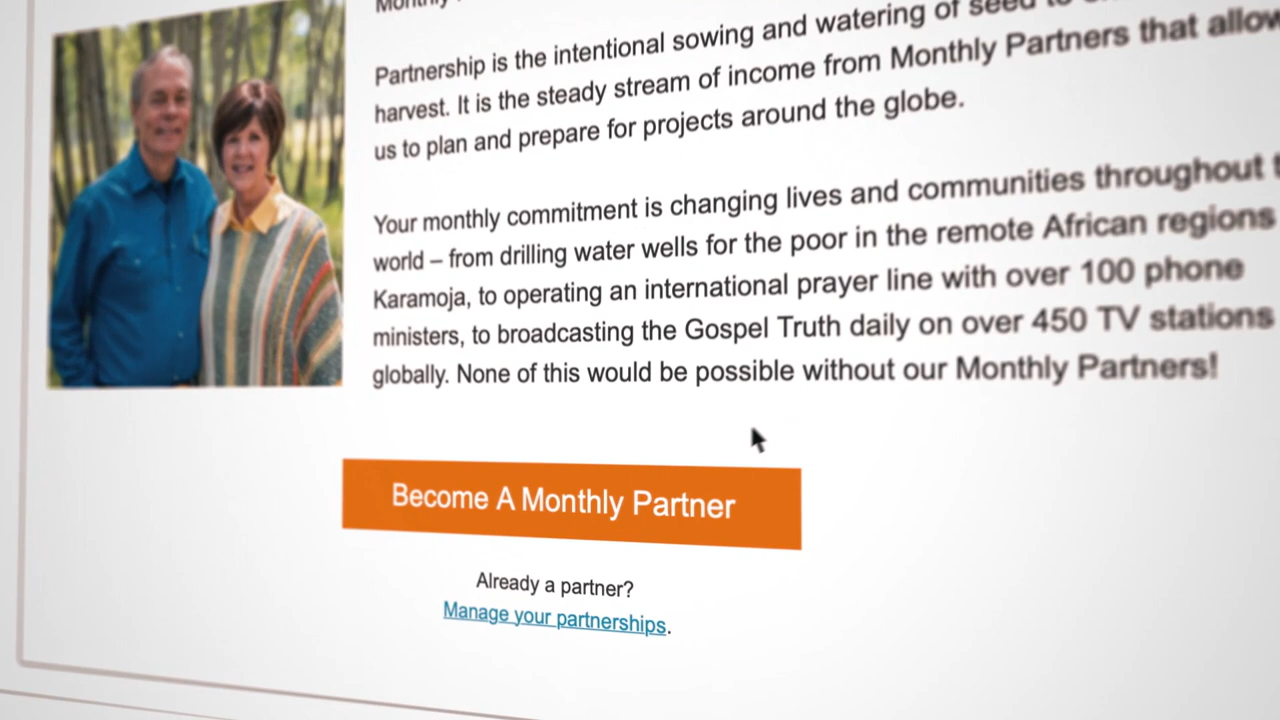 Monthly
Partnership is the intentional sowing and watering of seed to
harvest. It is the steady stream of income from Monthly Partners that allow
us to plan and prepare for projects around the globe.
Your monthly commitment is changing lives and communities throughout
world – from drilling water wells for the poor in the remote African regions
Karamoja, to operating an international prayer line with over 100 phone
ministers, to broadcasting the Gospel Truth daily on over 450 TV stations
globally. None of this would be possible without our Monthly Partners!
Become A Monthly Partner
Already a partner?
Manage your partnerships.